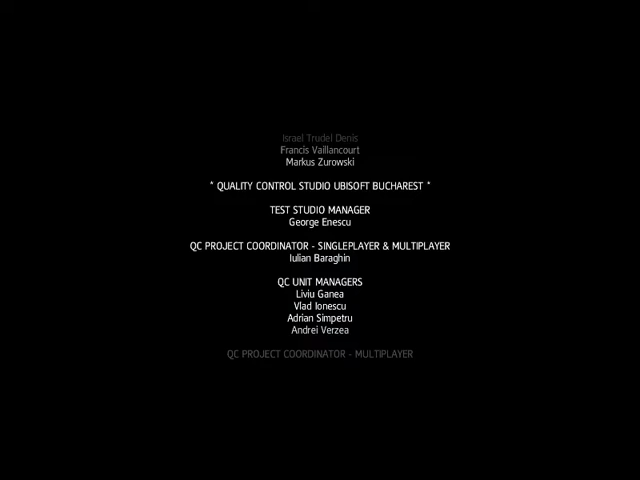 Israel Trudel Denis
Francis Vaillancourt
Markus Zurowski
* QUALITY CONTROL STUDIO UBISOFT BUCHAREST *
TEST STUDIO MANAGER
George Enescu
QC PROJECT COORDINATOR - SINGLEPLAYER & MULTIPLAYER
Iulian Baraghin
QC UNIT MANAGERS
Liviu Ganea
Vlad Ionescu
Adrian Simpetru
Andrei Verzea
QC PROJECT COORDINATOR - MULTIPLAYER